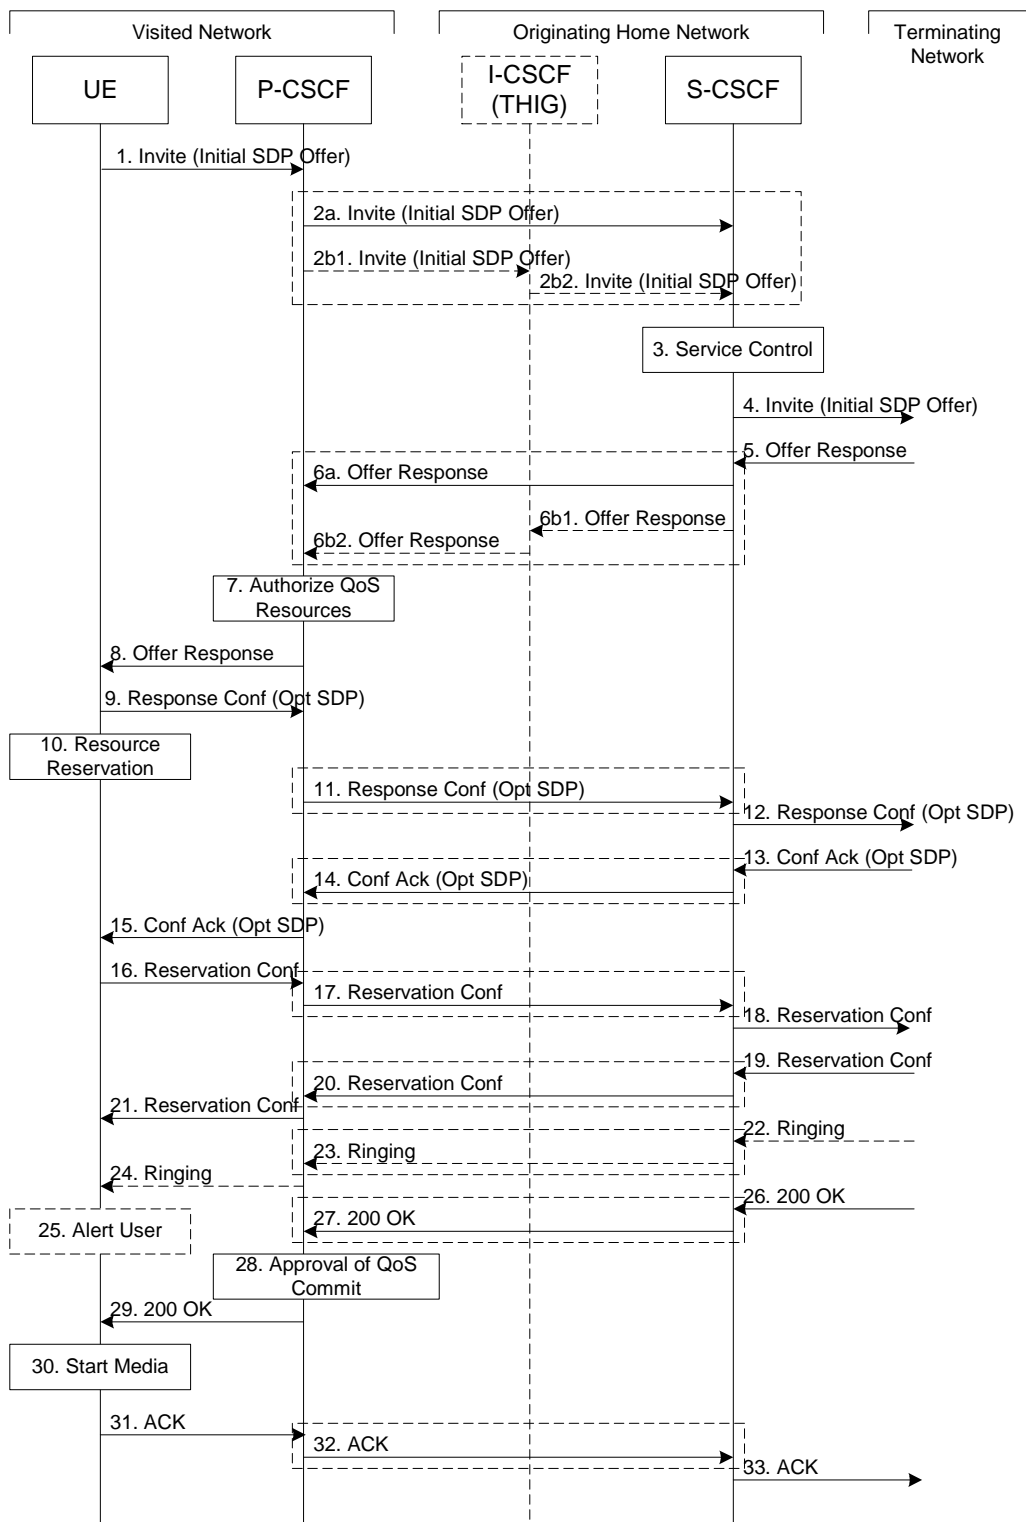 Visited Network
Originating Home Network
Terminating
Network
UE
P-CSCF
I-CSCF
(THIG)
S-CSCF
1. Invite (Initial SDP Offer)
2a. Invite (Initial SDP Offer)
2b1. Invite (Initial SDP Offer)
2b2. Invite (Initial SDP Offer)
3. Service Control
4. Invite (Initial SDP Offer)
5. Offer Response
6a. Offer Response
6b1. Offer Response
6b2. Offer Response
7. Authorize QoS
Resources
8. Offer Response
9. Response Conf (Opt SDP)
10. Resource
Reservation
11. Response Conf (Opt SDP)
12. Response Conf (Opt SDP)
13. Conf Ack (Opt SDP)
14. Conf Ack (Opt SDP)
15. Conf Ack (Opt SDP)
16. Reservation Conf
17. Reservation Conf
18. Reservation Conf
19. Reservation Conf
20. Reservation Conf
21. Reservation Conf
22. Ringing
23. Ringing
24. Ringing
25. Alert User
26. 200 OK
27. 200 OK
28. Approval of QoS
Commit
29. 200 OK
30. Start Media
31. ACK
32. ACK
33. ACK